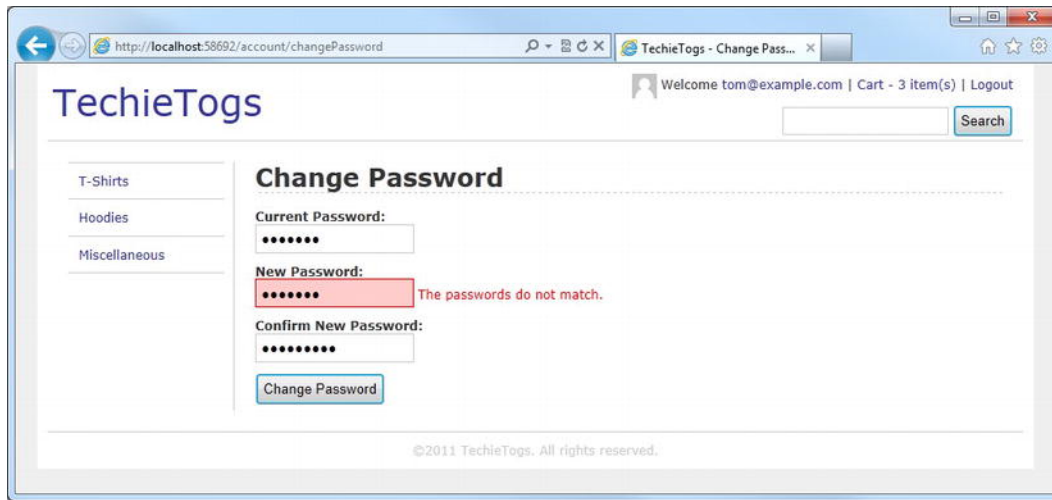 http://localhost:58692/account/changePassword
TechieTogs - Change Pass...
TechieTogs
Welcome tom@example.com | Cart - 3 item(s) | Logout
Search
T-Shirts
Hoodies
Miscellaneous
Change Password
Current Password:
•••••••
New Password:
•••••••
The passwords do not match.
Confirm New Password:
•••••••••
Change Password
©2011 TechieTogs. All rights reserved.